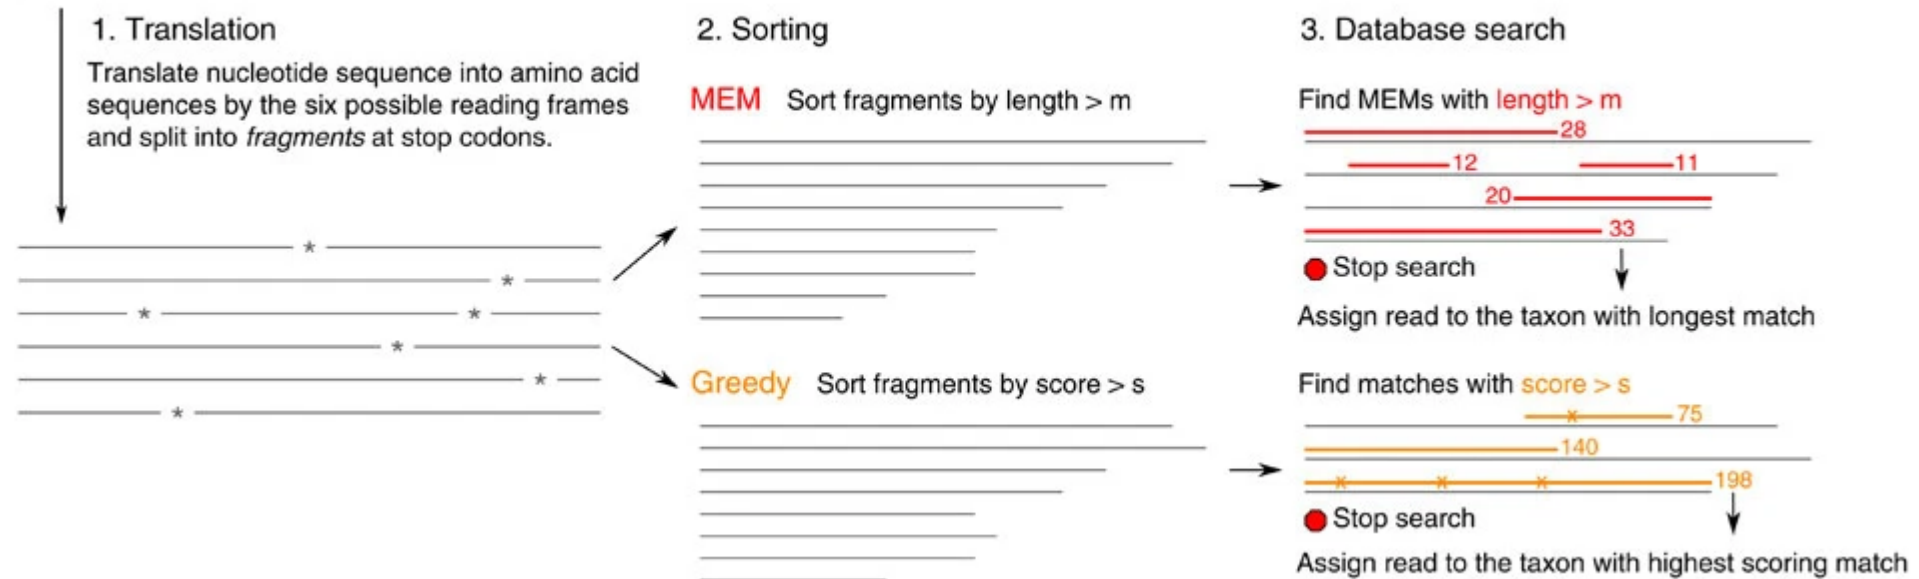 1. Translation
Translate nucleotide sequence into amino acid
sequences by the six possible reading frames
and split into fragments at stop codons.
*
*
* *
*
*
*
2. Sorting
MEM Sort fragments by length > m
Greedy Sort fragments by score > s
3. Database search
Find MEMs with length > m
28
12 11
20
33
Stop search
Assign read to the taxon with longest match
Find matches with score > s
x 75
140
x x x 198
Stop search
Assign read to the taxon with highest scoring match